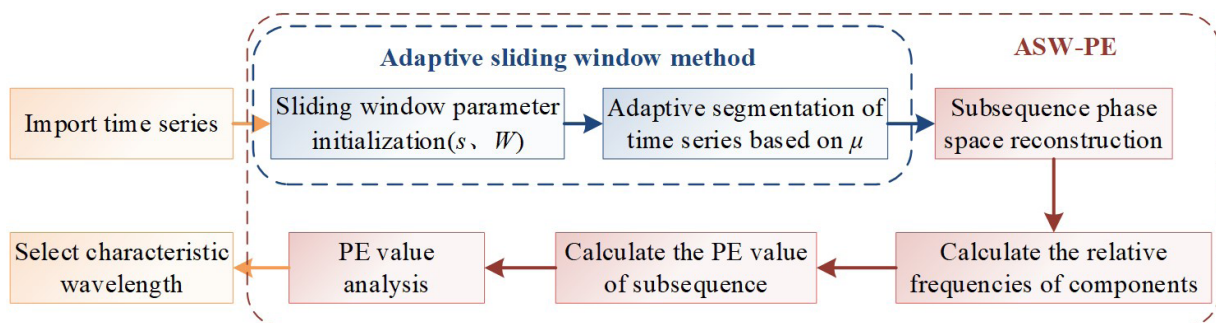 ASW-PE
Adaptive sliding window method
Import time series
Sliding window parameter
initialization(s、W)
Adaptive segmentation of
time series based on μ
Subsequence phase
space reconstruction
Select characteristic
wavelength
PE value
analysis
Calculate the PE value
of subsequence
Calculate the relative
frequencies of components